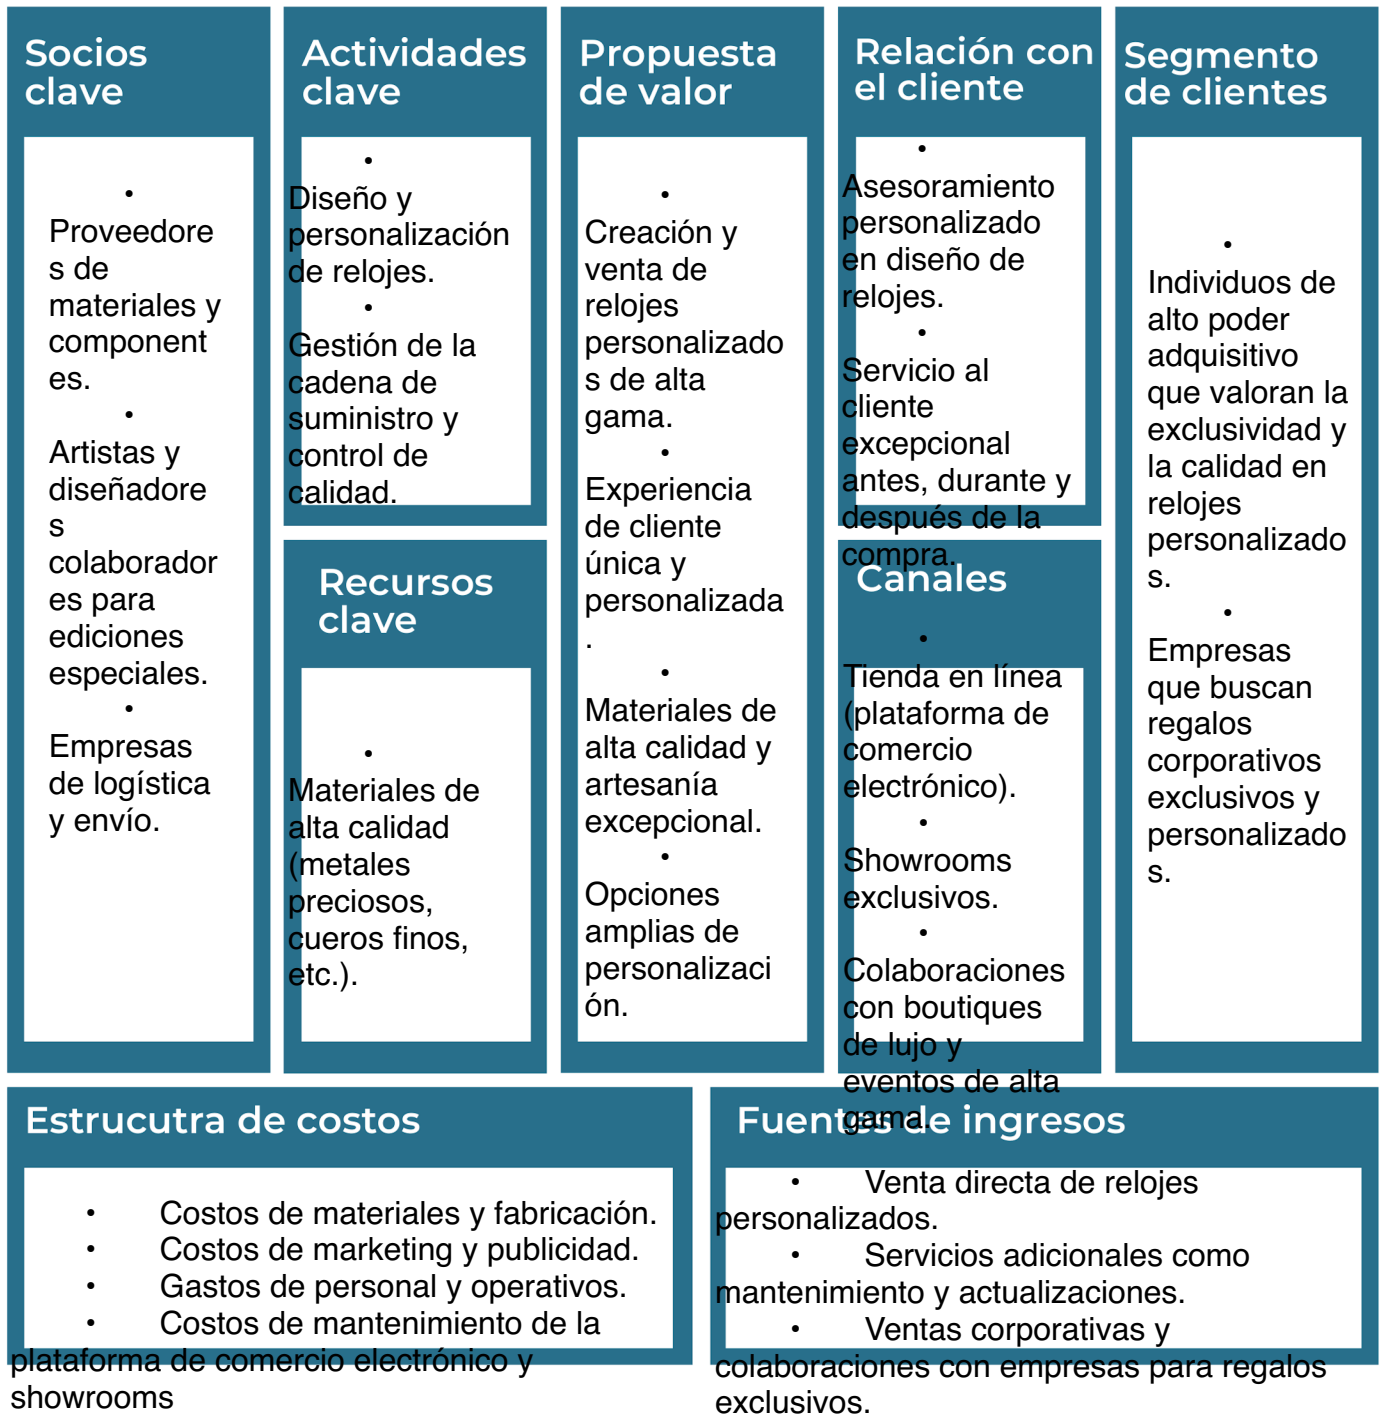 Socios
clave
•
Proveedore
s de
materiales y
component
es.
•
Artistas y
diseñadore
s
colaborador
es para
ediciones
especiales.
•
Empresas
de logística
y envío.
Actividades
clave
•
Diseño y
personalización
de relojes.
•
Gestión de la
cadena de
suministro y
control de
calidad.
Recursos
clave
•
Materiales de
alta calidad
(metales
preciosos,
cueros finos,
etc.).
Propuesta
de valor
•
Creación y
venta de
relojes
personalizado
s de alta
gama.
•
Experiencia
de cliente
única y
personalizada
.
•
Materiales de
alta calidad y
artesanía
excepcional.
•
Opciones
amplias de
personalizaci
ón.
Relación con
el cliente
•
Asesoramiento
personalizado
en diseño de
relojes.
•
Servicio al
cliente
excepcional
antes, durante y
después de la
compra.
Canales
•
Tienda en línea
(plataforma de
comercio
electrónico).
•
Showrooms
exclusivos.
•
Colaboraciones
con boutiques
de lujo y
eventos de alta
gama.
Segmento
de clientes
•
Individuos de
alto poder
adquisitivo
que valoran la
exclusividad y
la calidad en
relojes
personalizado
s.
•
Empresas
que buscan
regalos
corporativos
exclusivos y
personalizado
s.
Estrucutra de costos
• Costos de materiales y fabricación.
• Costos de marketing y publicidad.
• Gastos de personal y operativos.
• Costos de mantenimiento de la
plataforma de comercio electrónico y
showrooms
Fuentes de ingresos
• Venta directa de relojes
personalizados.
• Servicios adicionales como
mantenimiento y actualizaciones.
• Ventas corporativas y
colaboraciones con empresas para regalos
exclusivos.